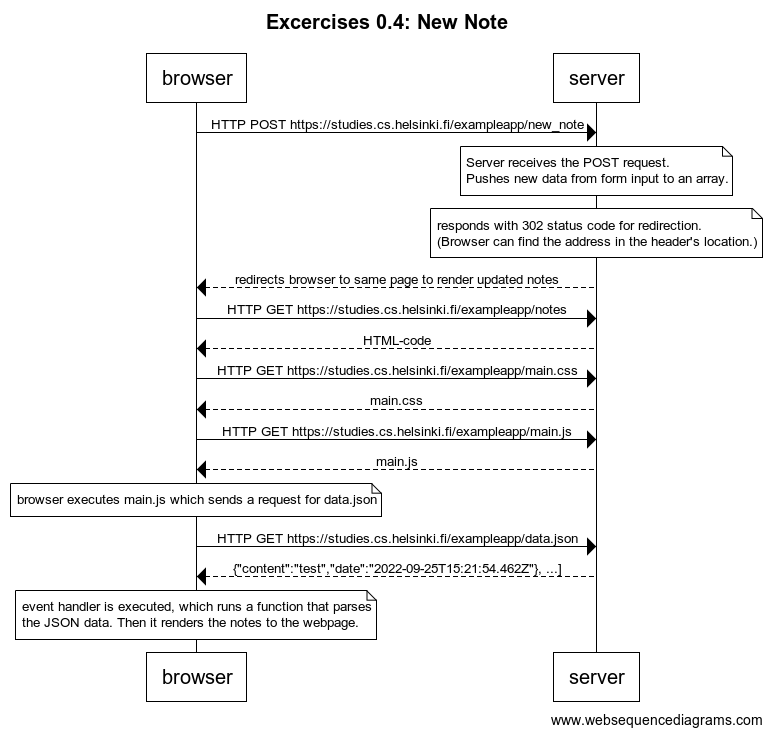 Excercises 0.4: New Note
browser
server
HTTP POST https://studies.cs.helsinki.fi/exampleapp/new_note
Server receives the POST request.
Pushes new data from form input to an array.
responds with 302 status code for redirection.
(Browser can find the address in the header's location.)
redirects browser to same page to render updated notes
HTTP GET https://studies.cs.helsinki.fi/exampleapp/notes
HTML-code
HTTP GET https://studies.cs.helsinki.fi/exampleapp/main.css
main.css
HTTP GET https://studies.cs.helsinki.fi/exampleapp/main.js
main.js
browser executes main.js which sends a request for data.json
HTTP GET https://studies.cs.helsinki.fi/exampleapp/data.json
{"content":"test","date":"2022-09-25T15:21:54.462Z"}, ...]
event handler is executed, which runs a function that parses
the JSON data. Then it renders the notes to the webpage.
browser
server
www.websequencediagrams.com